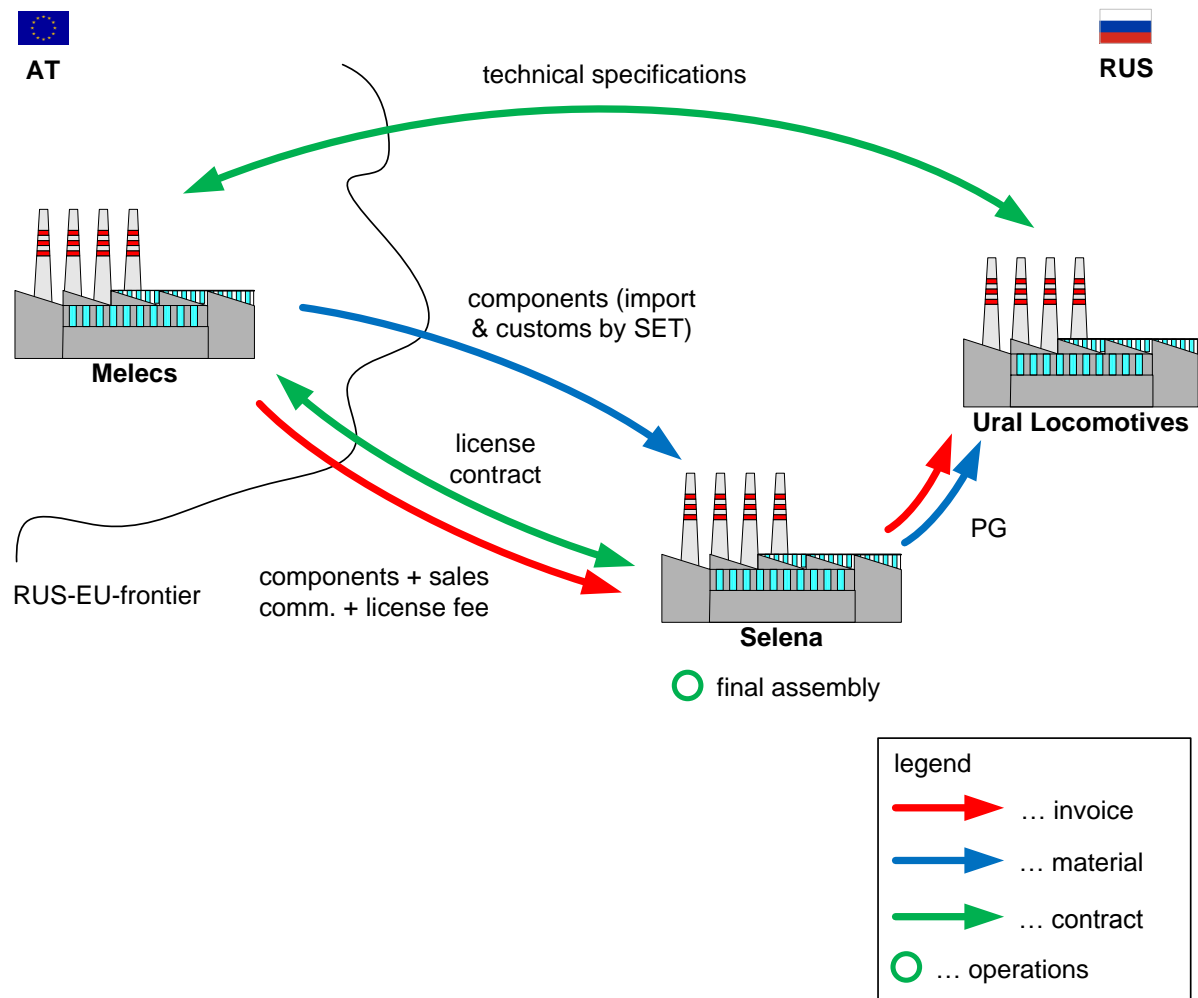 AT
RUS
technical specifications
components (import
& customs by SET)
Melecs
Ural Locomotives
license
contract
PG
components + sales
comm. + license fee
RUS-EU-frontier
Selena
final assembly
legend
… invoice
… material
… contract
… operations